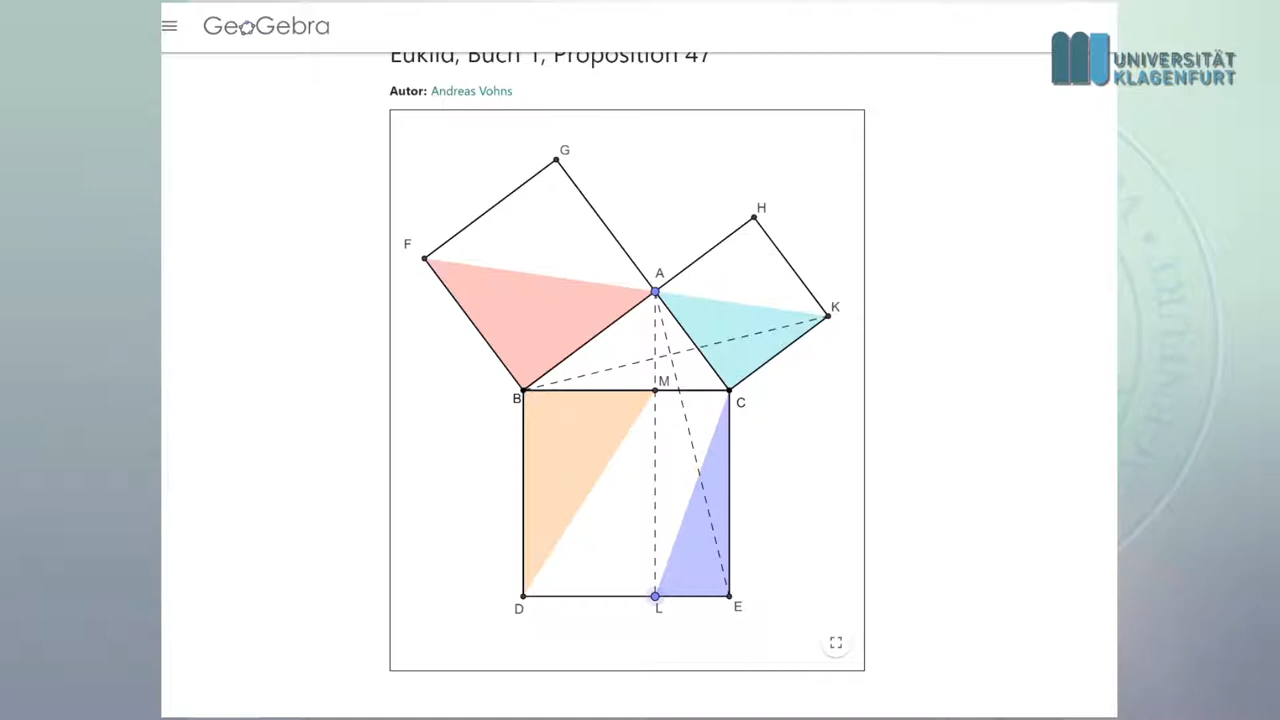 GeoGebra
UNIVERSITÄT
KLAGENFURT
Euklid, Buch 1, Proposition 47
Autor: Andreas Vohns
G
H
F
A
K
B
M
C
D
L
E